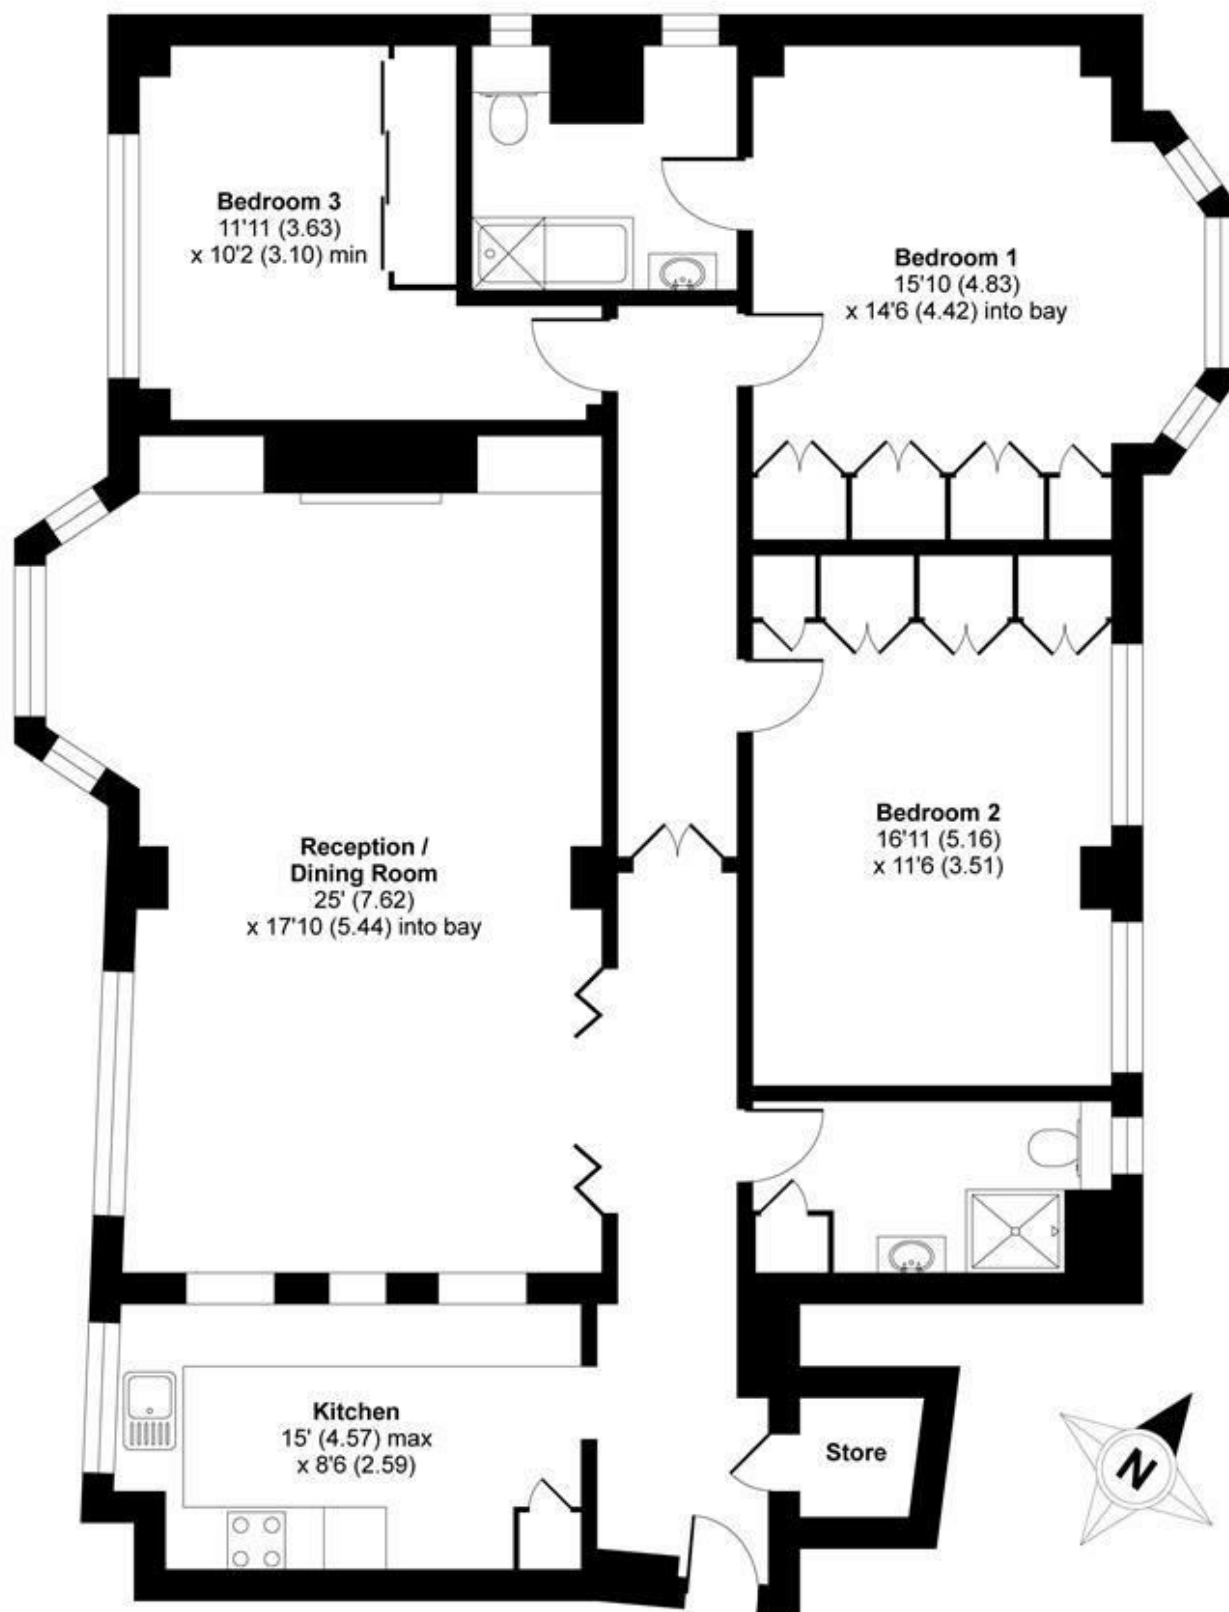 Bedroom 3
11'11 (3.63)
x 10'2 (3.10) min
Bedroom 1
15'10 (4.83)
x 14'6 (4.42) into bay
Bedroom 2
16'11 (5.16)
x 11'6 (3.51)
Reception /
Dining Room
25' (7.62)
x 17'10 (5.44) into bay
Kitchen
15' (4.57) max
x 8'6 (2.59)
Store
N